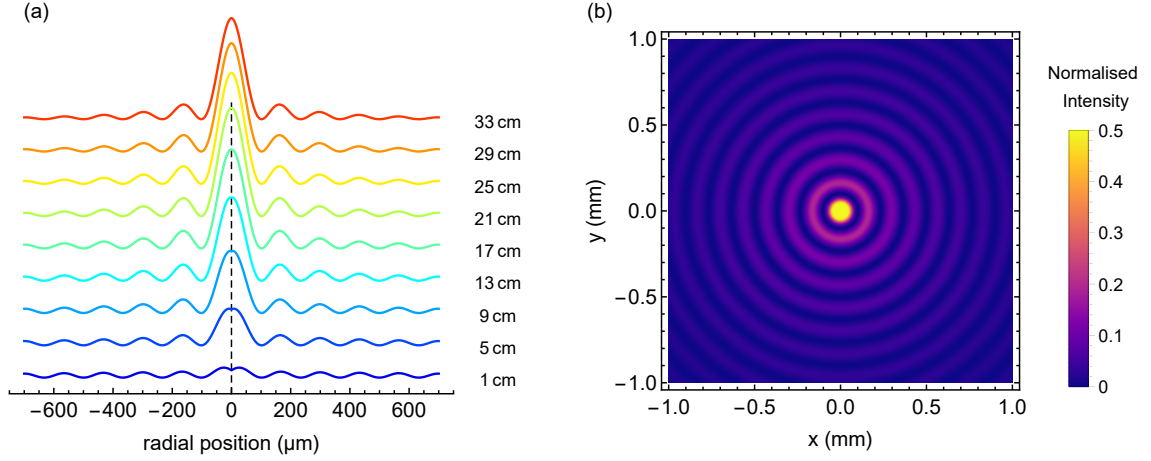 (a)
33 cm
29 cm
25 cm
21 cm
17 cm
13 cm
9 cm
5 cm
1 cm
−600 −400 −200 0 200 400 600
radial position (μm)
(b)
1.0
0.5
0.0
−0.5
−1.0
y (mm)
−1.0 −0.5 0.0 0.5 1.0
x (mm)
Normalised
Intensity
0.5
0.4
0.3
0.2
0.1
0